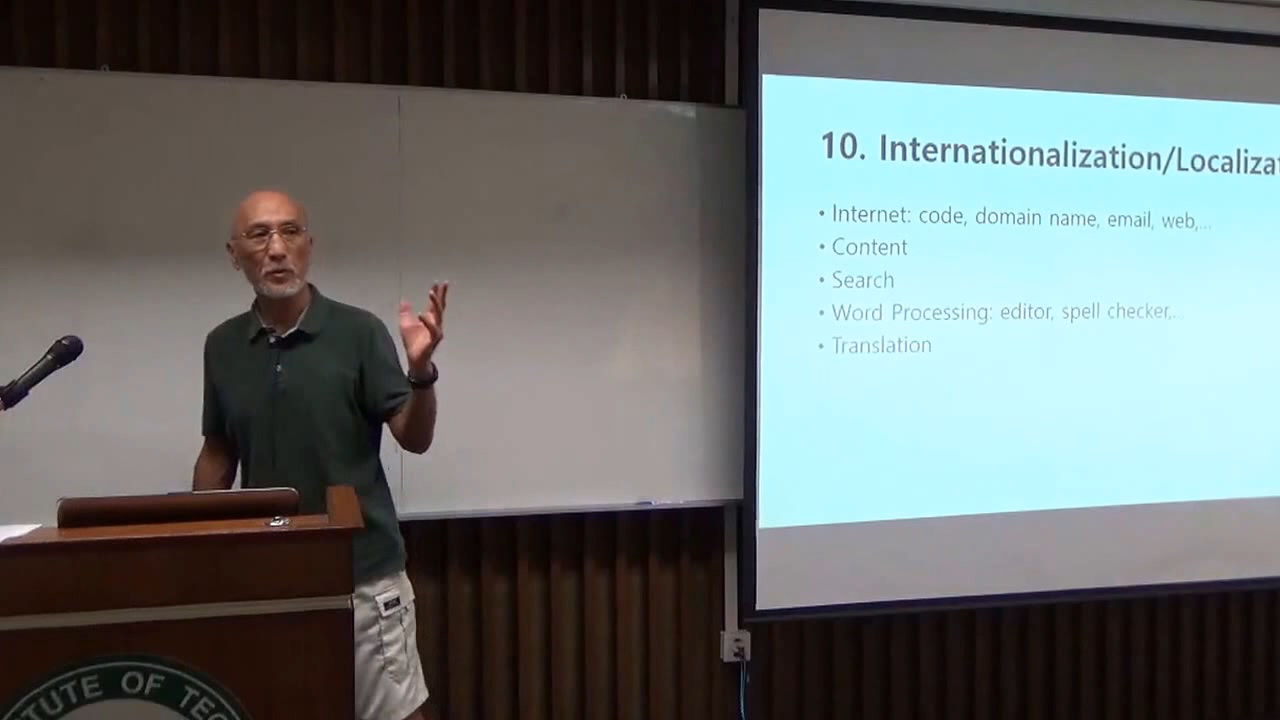 10. Internationalization/Localizat
• Internet: code, domain name, email, web,...
• Content
• Search
• Word Processing: editor, spell checker,..
• Translation
TUTE OF TEC